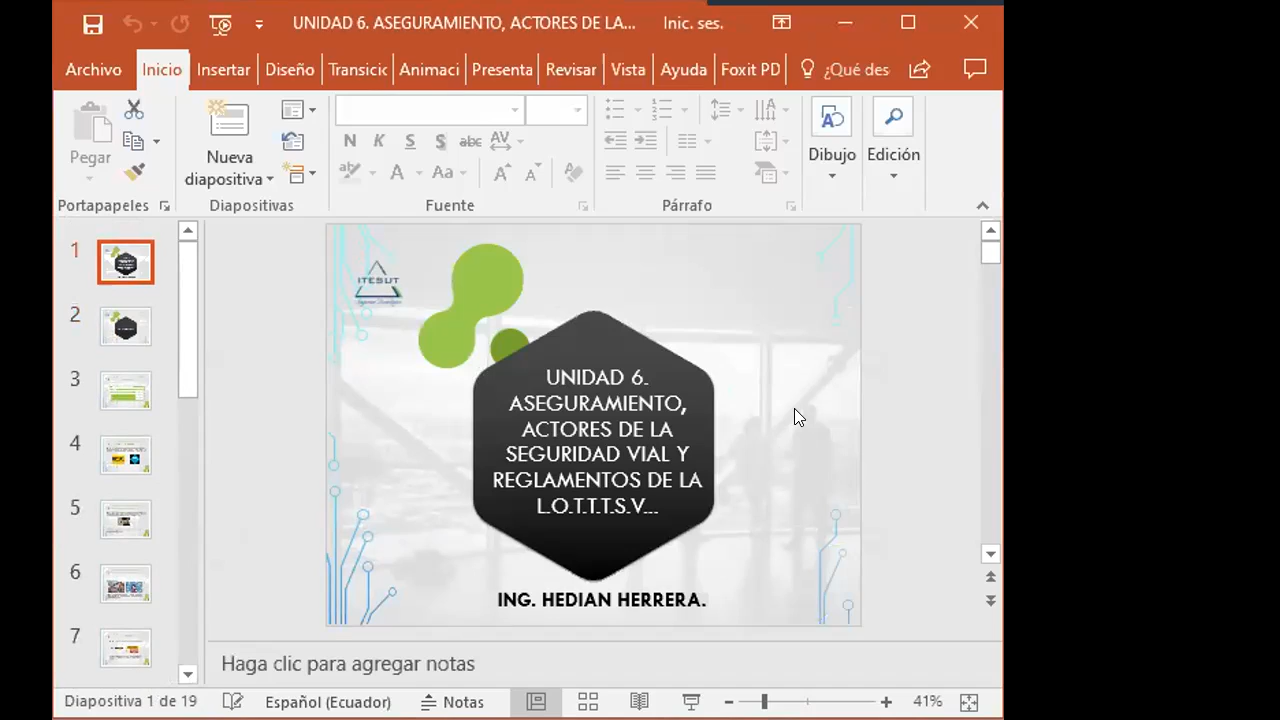 UNIDAD 6. ASEGURAMIENTO, ACTORES DE LA...
Inic. ses.
Archivo Inicio Insertar Diseño Transicic Animaci Presenta Revisar Vista Ayuda Foxit PD ¿Qué des
Pegar
Nueva
diapositiva
N K S S abc AV
A Aa A A
Dibujo
Edición
Portapapeles Diapositivas Fuente Párrafo
1
2
3
4
5
6
7
ITESUT
UNIDAD 6.
ASEGURAMIENTO,
ACTORES DE LA
SEGURIDAD VIAL Y
REGLAMENTOS DE LA
L.O.T.T.T.S.V...
ING. HEDIAN HERRERA.
Haga clic para agregar notas
Diapositiva 1 de 19 Español (Ecuador) Notas 41%